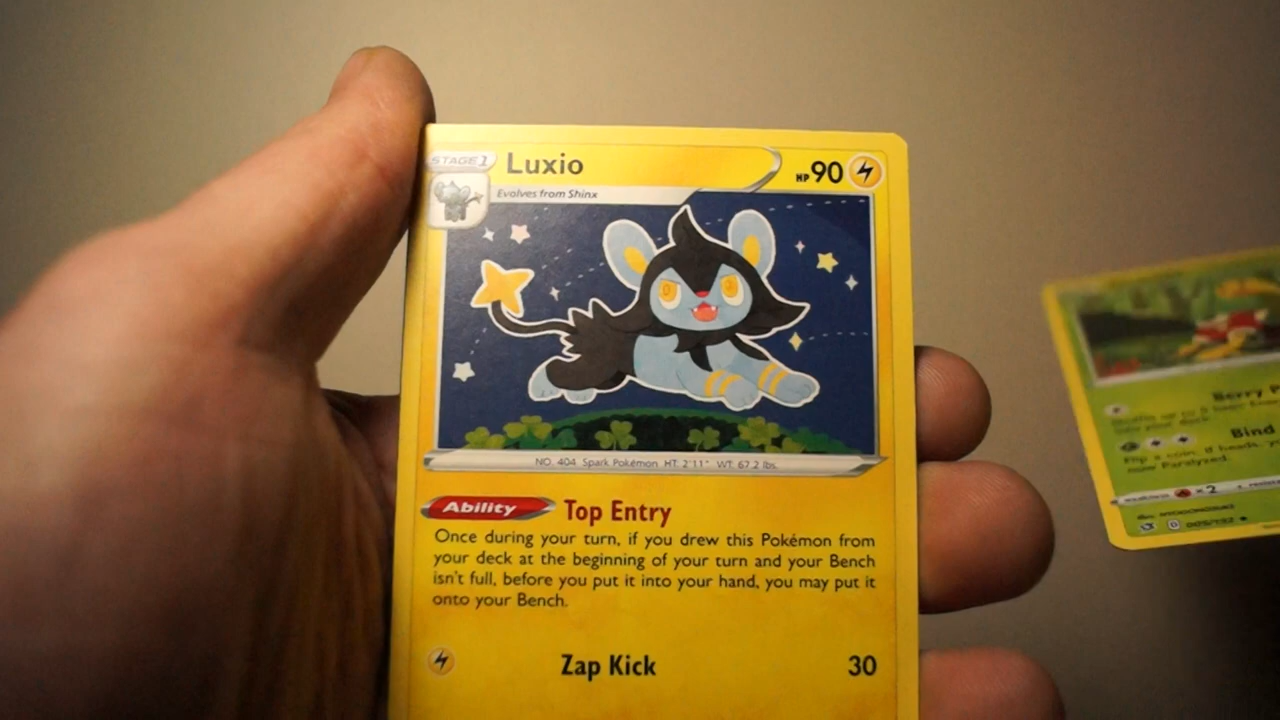 STAGE 1
Luxio
HP 90
Evolves from Shinx
NO. 404 Spark Pokémon HT: 2'11" WT: 67.2 lbs.
Ability Top Entry
Once during your turn, if you drew this Pokémon from
your deck at the beginning of your turn and your Bench
isn't full, before you put it into your hand, you may put it
onto your Bench.
Zap Kick 30
Berry
Bind
Flip a coin. If heads,
now Paralyzed.
weakness ×2